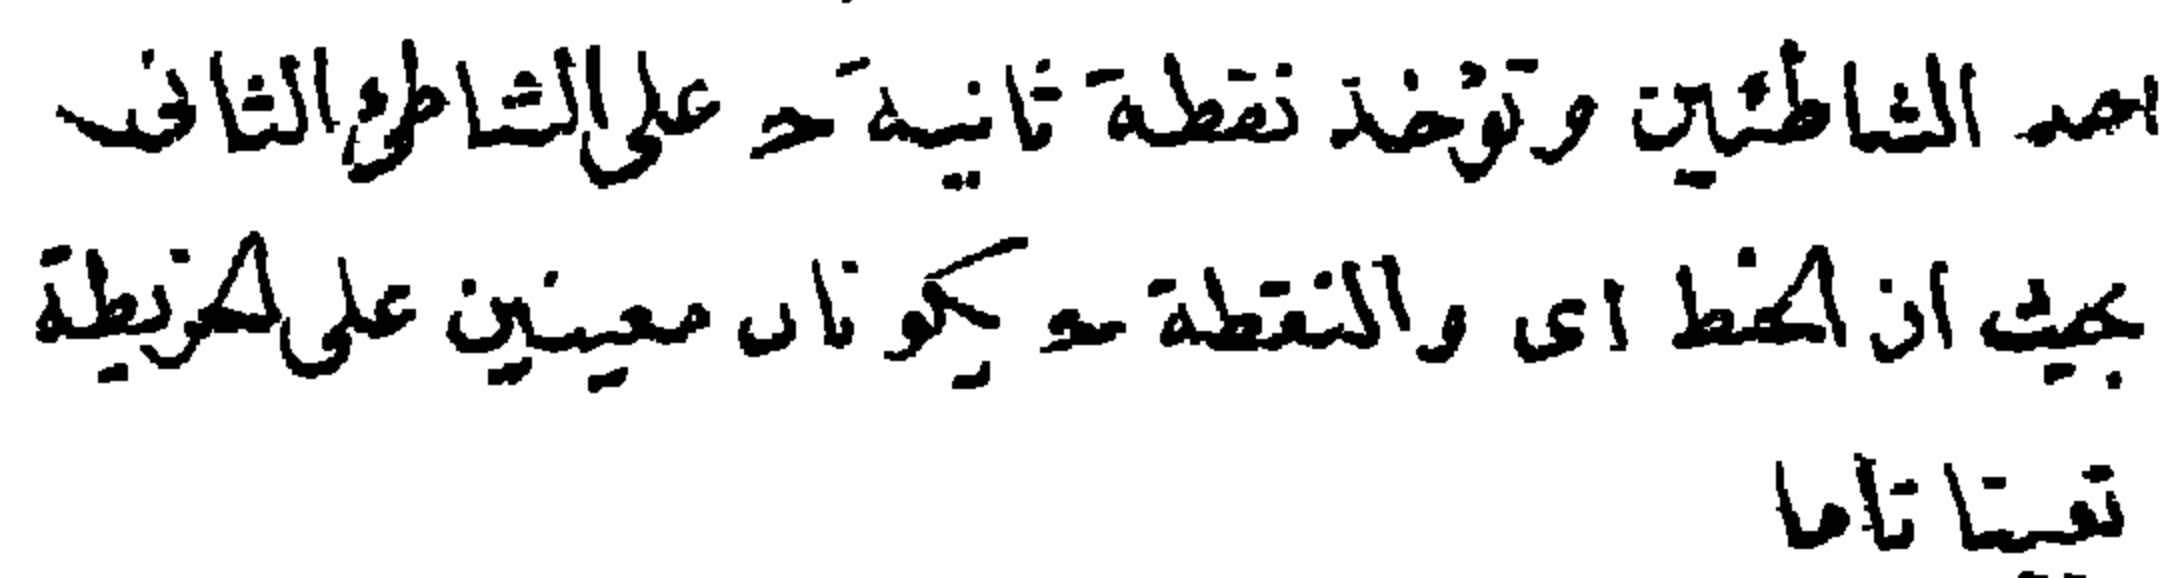 احد الشاطئين وتؤخذ نقطة ثانية حـ على الشاطئ الثانى
بحيث ان الخط اى والنقطة حـ يكونان معينين على الخريطة
تعيينا تاما